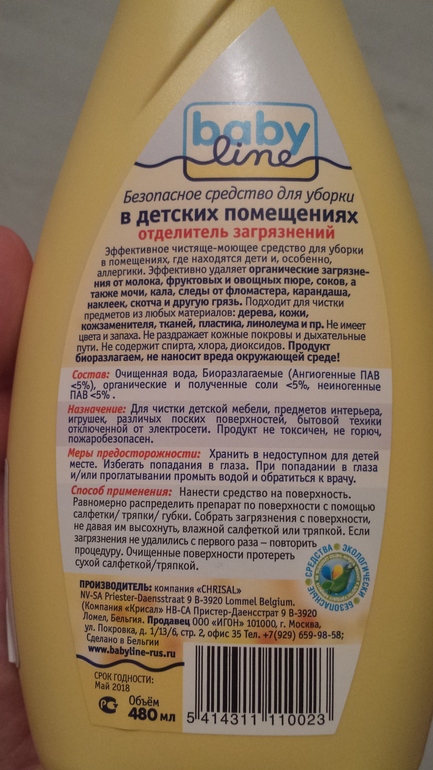 baby
line
Безопасное средство для уборки
в детских помещениях
отделитель загрязнений
Эффективное чистяще-моющее средство для уборки
в помещениях, где находятся дети и, особенно,
аллергики. Эффективно удаляет органические загрязне-
ния от молока, фруктовых и овощных пюре, соков, а
также мочи, кала, следы от фломастера, карандаша,
наклеек, скотча и другую грязь. Подходит для чистки
предметов из любых материалов: дерева, кожи,
кожзаменителя, тканей, пластика, линолеума и пр. Не имеет
цвета и запаха. Не раздражает кожные покровы и дыхательные
пути. Не содержит спирта, хлора, диоксидов. Продукт
биоразлагаем, не наносит вреда окружающей среде!
Состав: Очищенная вода, Биоразлагаемые (Ангиогенные ПАВ
<5%), органические и полученные соли <5%, неиногенные
ПАВ <5% .
Назначение: Для чистки детской мебели, предметов интерьера,
игрушек, различных поских поверхностей, бытовой техики
отключенной от электросети. Продукт не токсичен, не горюч,
пожаробезопасен.
Меры предосторожности: Хранить в недоступном для детей
месте. Избегать попадания в глаза. При попадании в глаза
и/или проглатывании промыть водой и обратиться к врачу.
Способ применения: Нанести средство на поверхность.
Равномерно распределить препарат по поверхности с помощью
салфетки/ тряпки/ губки. Собрать загрязнения с поверхности,
не давая им высохнуть, влажной салфеткой или тряпкой. Если
загрязнения не удалились с первого раза – повторить
процедуру. Очищенные поверхности протереть
сухой салфеткой/тряпкой.
ЭКОЛОГИЧЕСКИ БЕЗОПАСНЫЕ СРЕДСТВА
ПРОИЗВОДИТЕЛЬ: компания «CHRISAL»
NV-SA Priester-Daensstraat 9 B-3920 Lommel Belgium.
(Компания «Крисал» НВ-СА Пристер-Даенсстрат 9 В-3920
Ломел, Бельгия). Продавец ООО «ИГОН» 101000, г. Москва,
ул. Покровка, д. 1/13/6, стр. 2, офис 35 Тел. +7(929) 659-98-58;
Сделано в Бельгии
www.babyline-rus.ru
СРОК ГОДНОСТИ:
Май 2018
Объём
480 мл
5 414311 110023